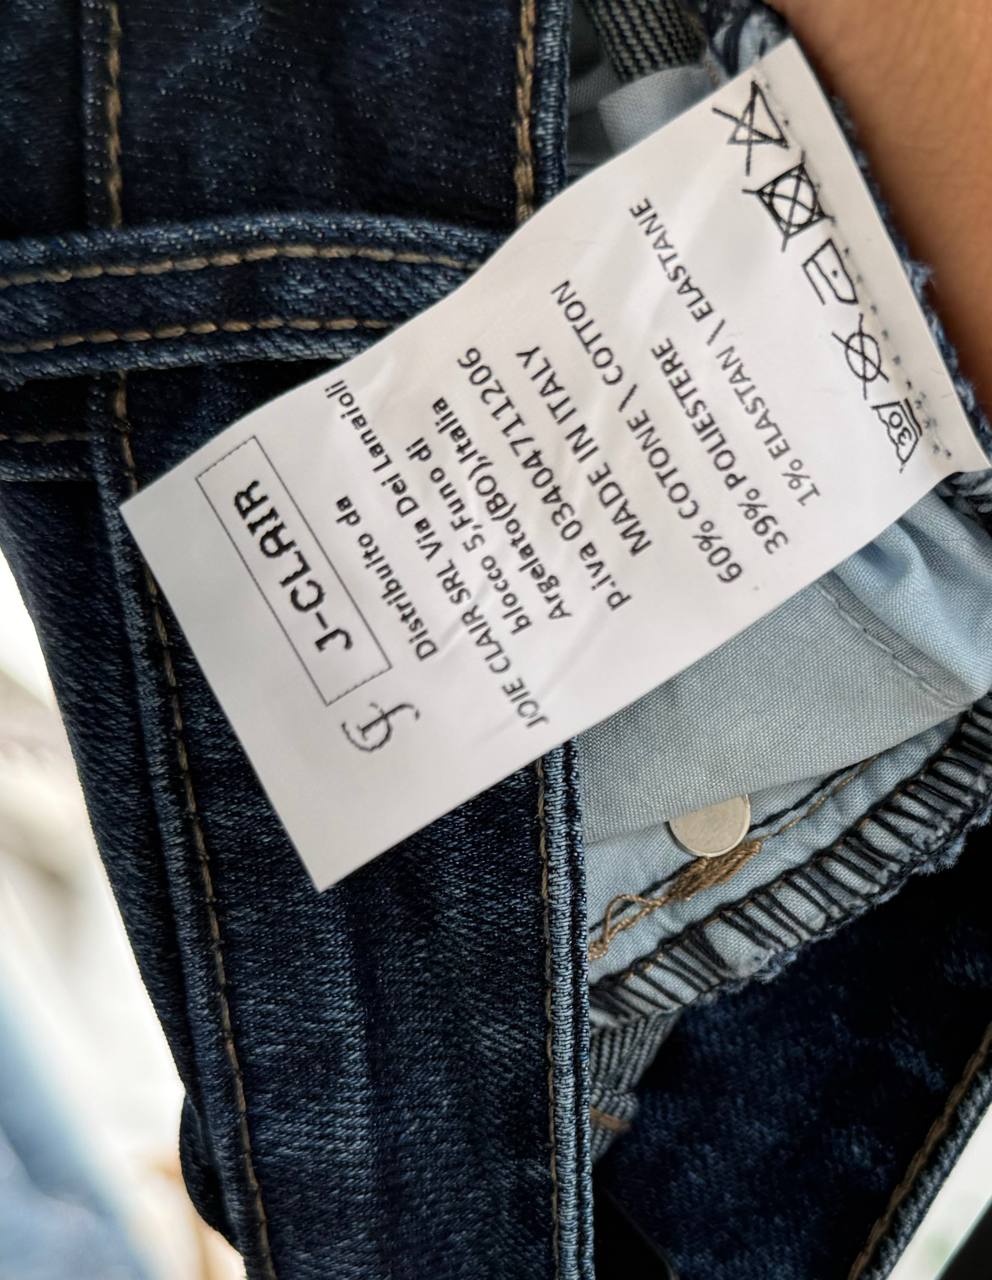 J-CLAIR
Distribuito da
JOIE CLAIR SRL Via Dei Lanaioli
blocco 5, Funo di
Argelato(BO),Italia
p.iva 03404711206
MADE IN ITALY
60% COTONE \ COTTON
39% POLIESTERE
1% ELASTAN \ ELASTANE
30